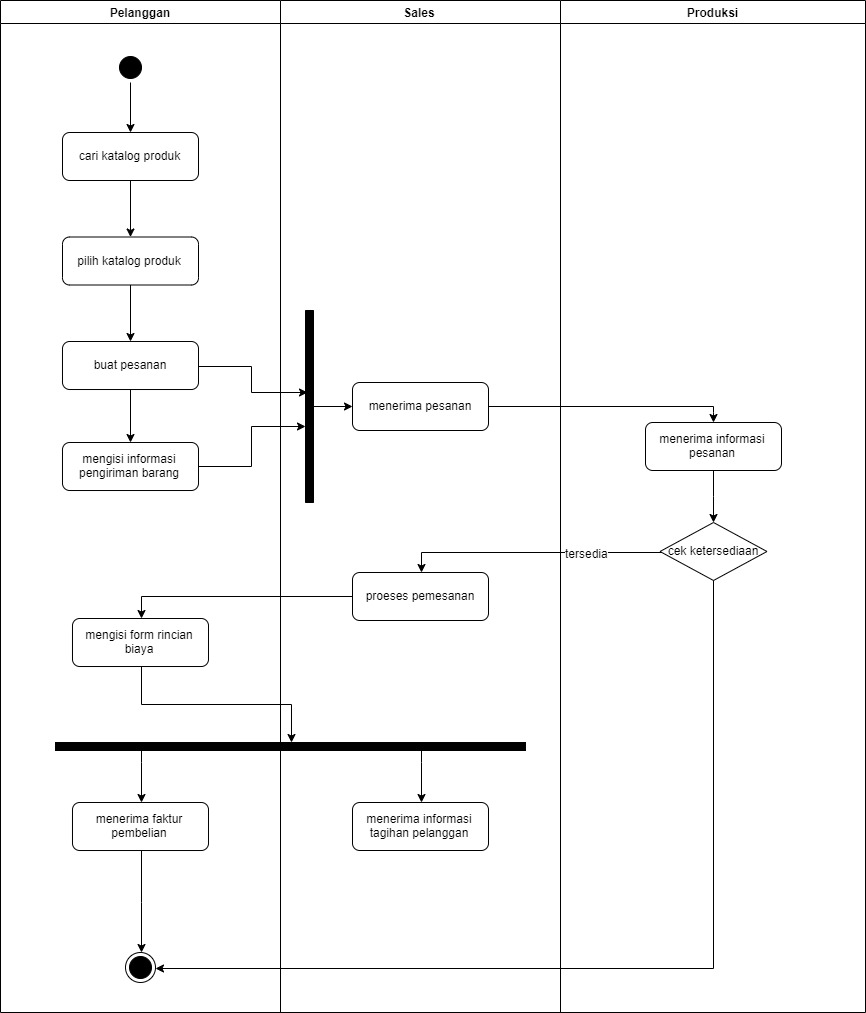 Pelanggan
Sales
Produksi
cari katalog produk
pilih katalog produk
buat pesanan
mengisi informasi
pengiriman barang
menerima pesanan
menerima informasi
pesanan
cek ketersediaan
tersedia
proeses pemesanan
mengisi form rincian
biaya
menerima faktur
pembelian
menerima informasi
tagihan pelanggan